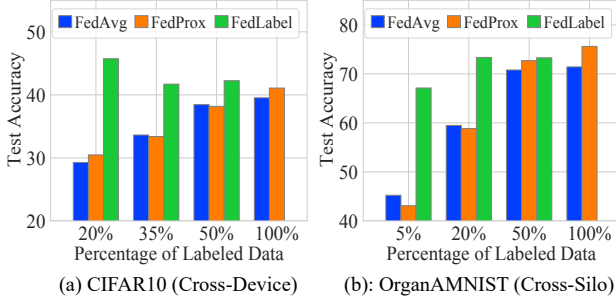 FedAvg FedProx FedLabel
50
40
30
20
Test Accuracy
20% 35% 50% 100%
Percentage of Labeled Data
(a) CIFAR10 (Cross-Device)
FedAvg FedProx FedLabel
80
70
60
50
40
Test Accuracy
5% 20% 50% 100%
Percentage of Labeled Data
(b): OrganAMNIST (Cross-Silo)